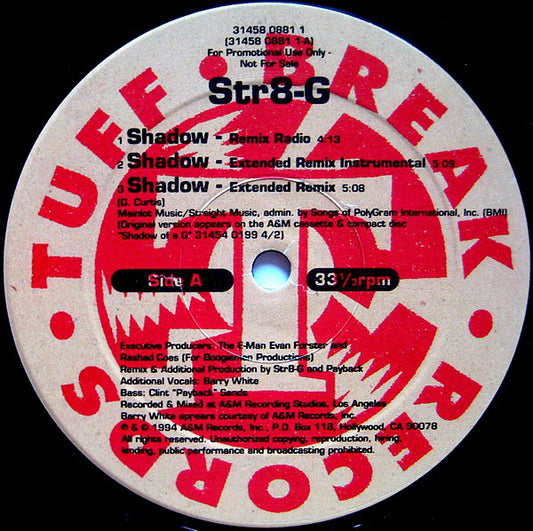 TUFF • BREAK • RECORDS •
31458 0881 1
(31458 0881 1-A)
For Promotional Use Only -
Not For Sale
Str8-G
1 Shadow - Remix Radio 4:13
2 Shadow - Extended Remix Instrumental 5:09
3 Shadow - Extended Remix 5:08
(G. Curtis)
Mainlot Music/Streight Music, admin. by Songs of PolyGram International, Inc. (BMI)
(Original version appears on the A&M cassette & compact disc
"Shadow of a G" 31454 0199 4/2)
Side A
33 1/3rpm
Executive Producers: The E-Man Evan Forster and
Rashad Coes (For Boogiemen Productions)
Remix & Additional Production by Str8-G and Payback
Additional Vocals: Barry White
Bass: Clint "Payback" Sands
Recorded & Mixed at A&M Recording Studios, Los Angeles
Barry White appears courtesy of A&M Records, Inc.
℗ & © 1994 A&M Records, Inc., P.O. Box 118, Hollywood, CA 90078
All rights reserved. Unauthorized copying, reproduction, hiring,
lending, public performance and broadcasting prohibited.